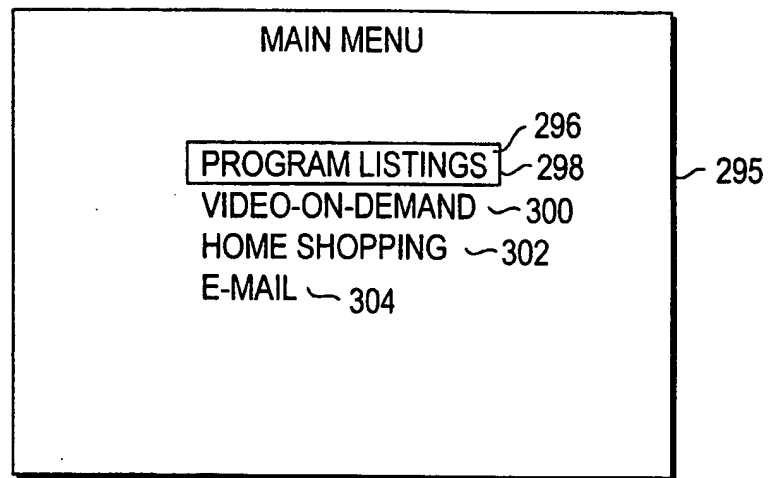 MAIN MENU
296
PROGRAM LISTINGS 298
295
VIDEO-ON-DEMAND 300
HOME SHOPPING 302
E-MAIL 304